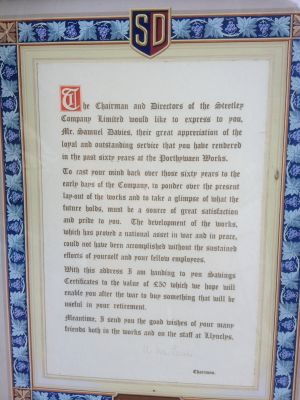 SD
The Chairman and Directors of the Steetley
Company Limited would like to express to you,
Mr. Samuel Davies, their great appreciation of the
loyal and outstanding service that you have rendered
in the past sixty years at the Porthywaen Works.
To cast your mind back over those sixty years to the
early days of the Company, to ponder over the present
lay-out of the works and to take a glimpse of what the
future holds, must be a source of great satisfaction
and pride to you. The development of the works,
which has proved a national asset in war and in peace,
could not have been accomplished without the sustained
efforts of yourself and your fellow employees.
With this address I am handing to you Savings
Certificates to the value of £50 which we hope will
enable you after the war to buy something that will be
useful in your retirement.
Meantime, I send you the good wishes of your many
friends both in the works and on the staff at Llynclys.
Chairman.